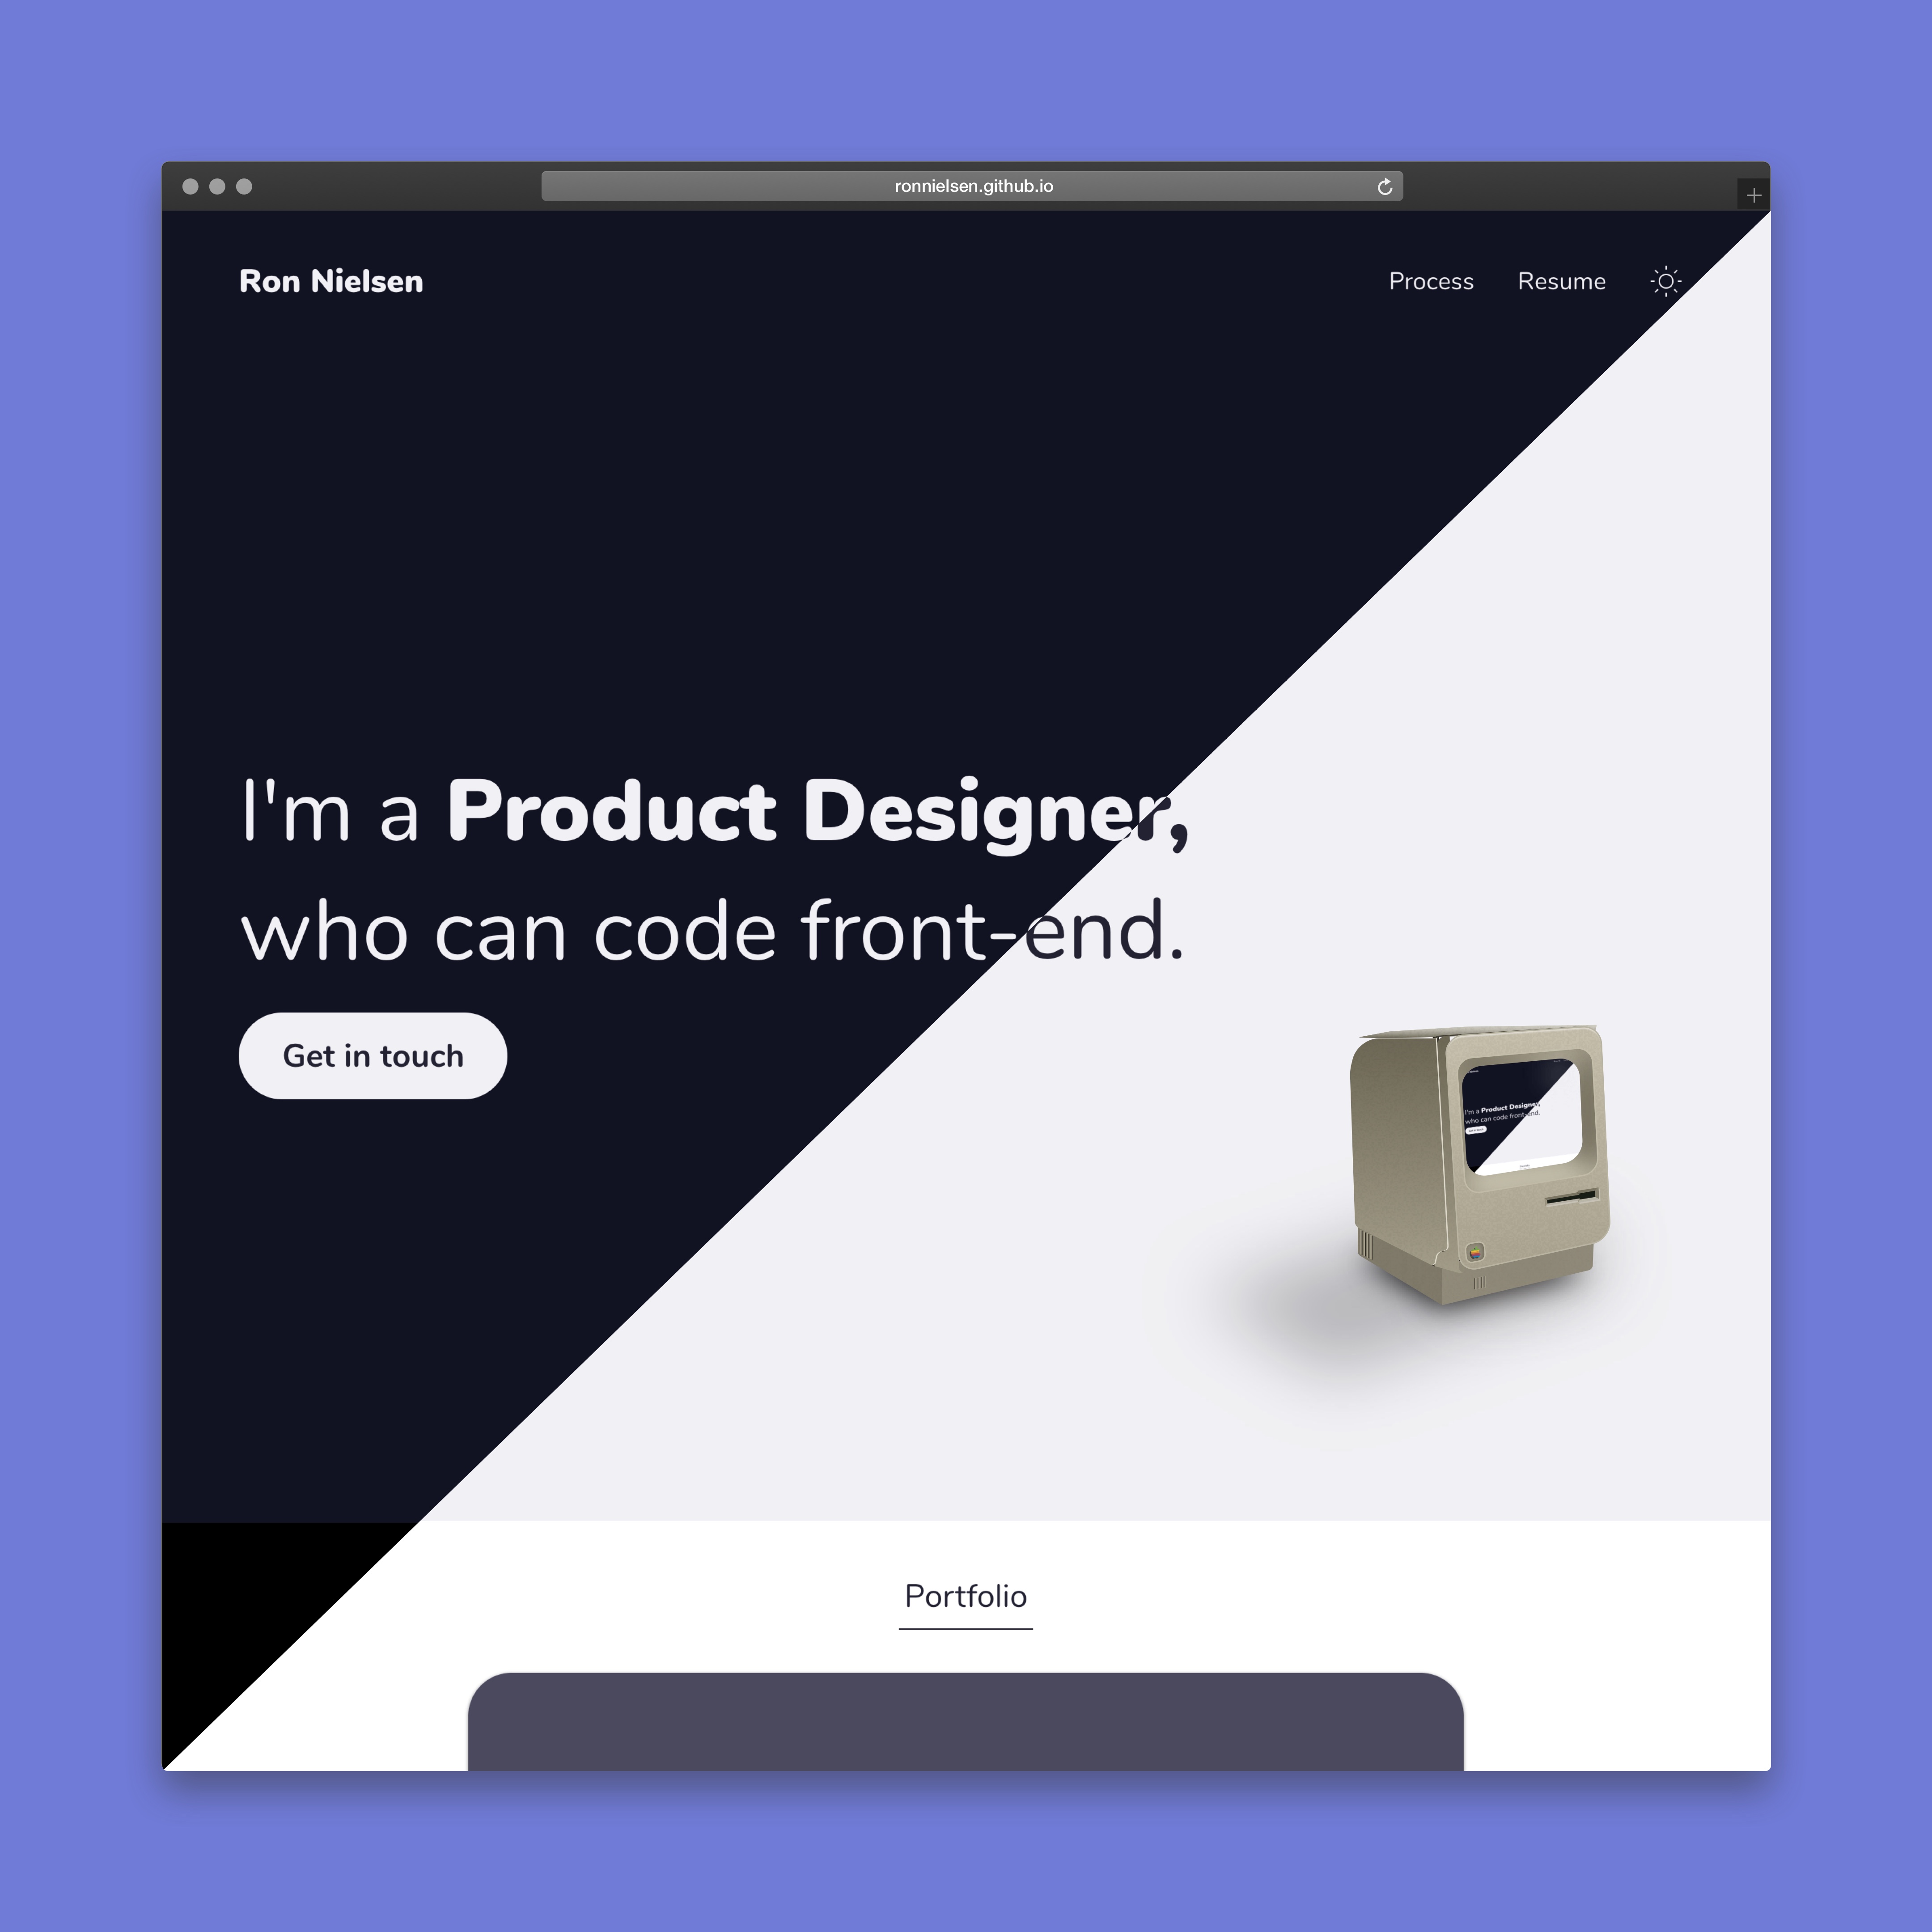 ronnielsen.github.io
Ron Nielsen
Process Resume
I'm a Product Designer,
who can code front-end.
Get in touch
I'm a Product Designer,
who can code front-end.
Portfolio